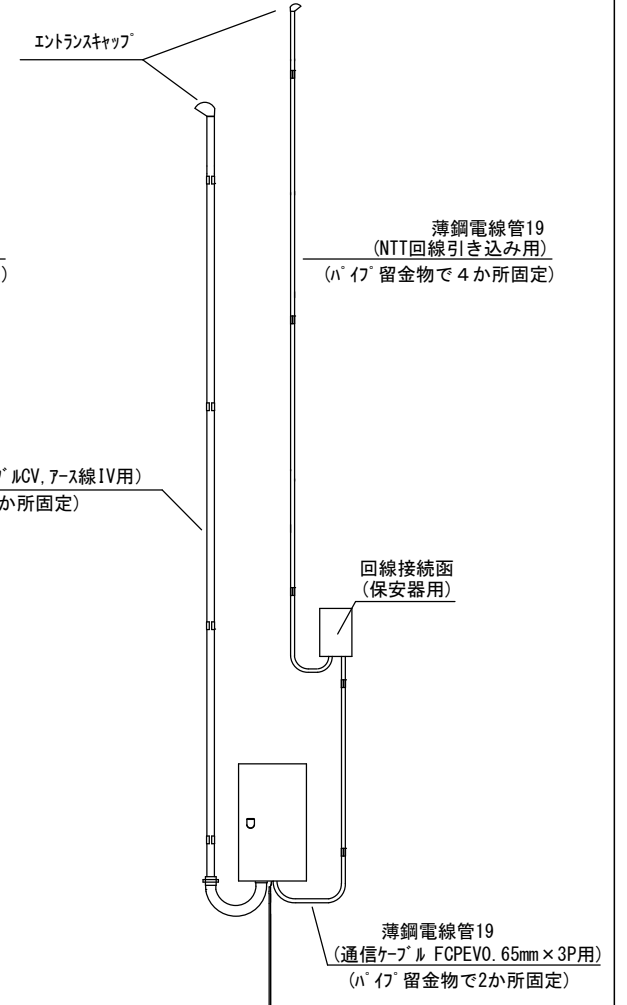 エントランスキャップ
薄鋼電線管19
(NTT回線引き込み用)
(パイプ留金物で４か所固定)
)
ブルCV,アース線IV用)
か所固定)
回線接続函
(保安器用)
薄鋼電線管19
(通信ケーブル FCPEV0.65mm×3P用)
(パイプ留金物で2か所固定)